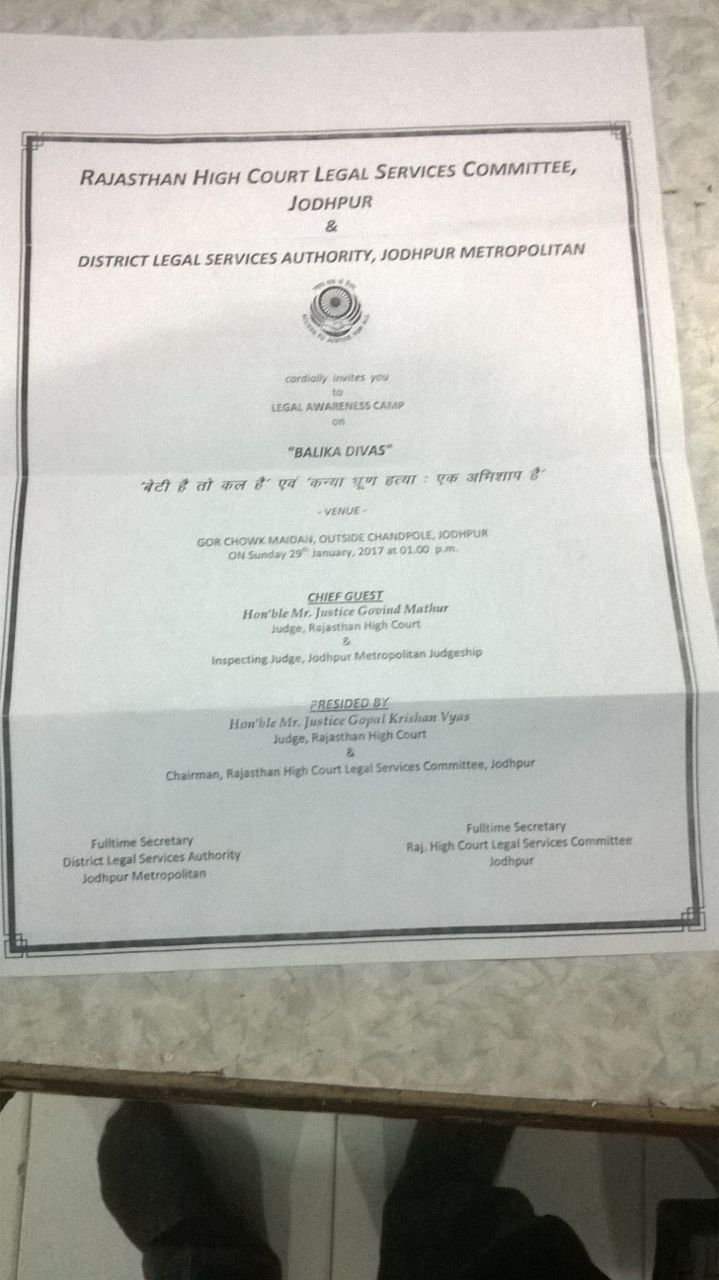 RAJASTHAN HIGH COURT LEGAL SERVICES COMMITTEE,
JODHPUR
&
DISTRICT LEGAL SERVICES AUTHORITY, JODHPUR METROPOLITAN
ACCESS TO JUSTICE FOR ALL
cordially invites you
to
LEGAL AWARENESS CAMP
on
"BALIKA DIVAS"
'बेटी है तो कल है' एवं 'कन्या भ्रूण हत्या : एक अभिशाप है'
- VENUE -
GOR CHOWK MAIDAN, OUTSIDE CHANDPOLE, JODHPUR
ON Sunday 29th January, 2017 at 01.00 p.m.
CHIEF GUEST
Hon'ble Mr. Justice Govind Mathur
Judge, Rajasthan High Court
&
Inspecting Judge, Jodhpur Metropolitan Judgeship
PRESIDED BY
Hon'ble Mr. Justice Gopal Krishan Vyas
Judge, Rajasthan High Court
&
Chairman, Rajasthan High Court Legal Services Committee, Jodhpur
Fulltime Secretary
District Legal Services Authority
Jodhpur Metropolitan
Fulltime Secretary
Raj. High Court Legal Services Committee
Jodhpur